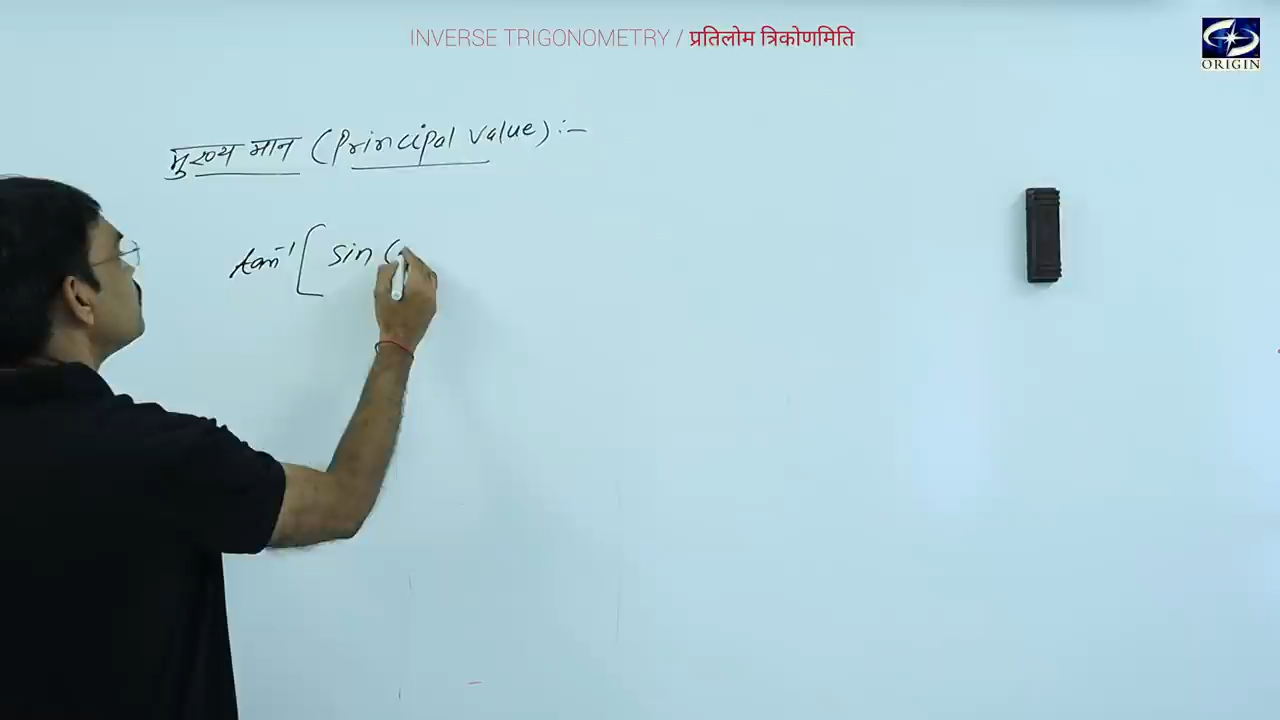 INVERSE TRIGONOMETRY / प्रतिलोम त्रिकोणमिति
ORIGIN
मुख्य मान (Principal value):-
tan⁻¹[ sin (